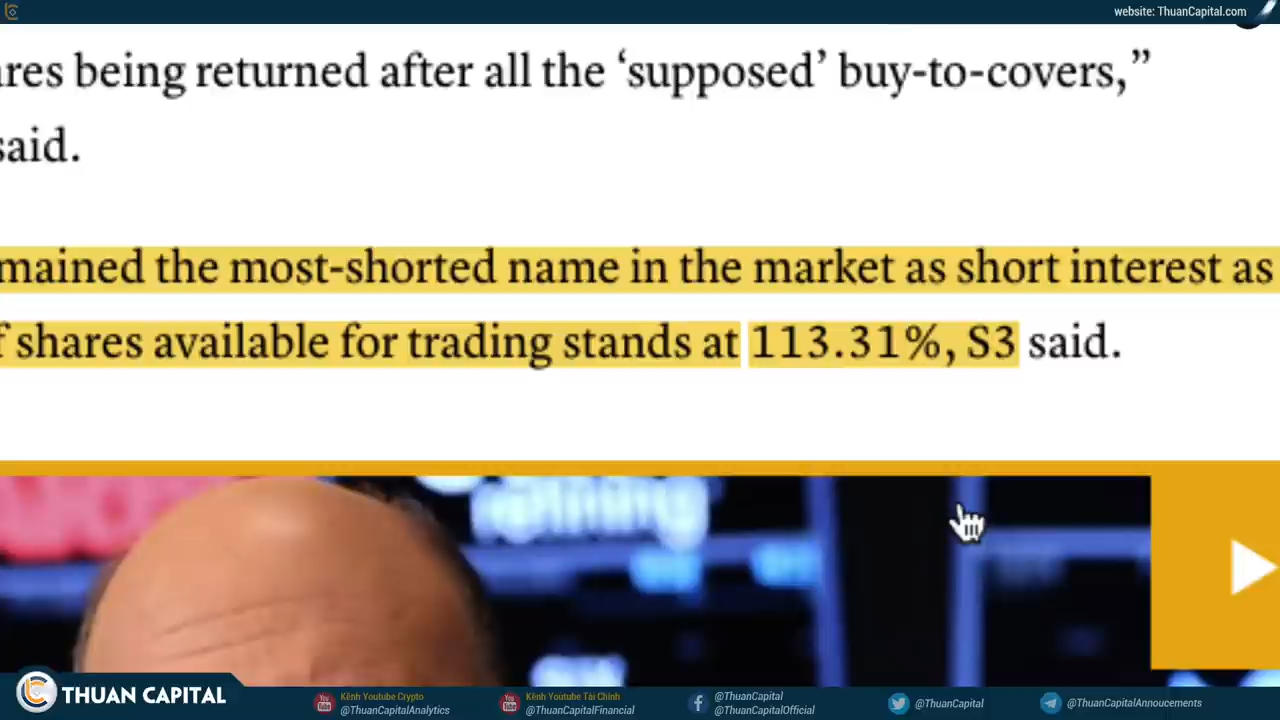 website: ThuanCapital.com
ares being returned after all the ‘supposed’ buy-to-covers,”
said.
mained the most-shorted name in the market as short interest as
f shares available for trading stands at 113.31%, S3 said.
THUAN CAPITAL
Kênh Youtube Crypto
@ThuanCapitalAnalytics
Kênh Youtube Tài Chính
@ThuanCapitalFinancial
@ThuanCapital
@ThuanCapitalOfficial
@ThuanCapital
@ThuanCapitalAnnoucements